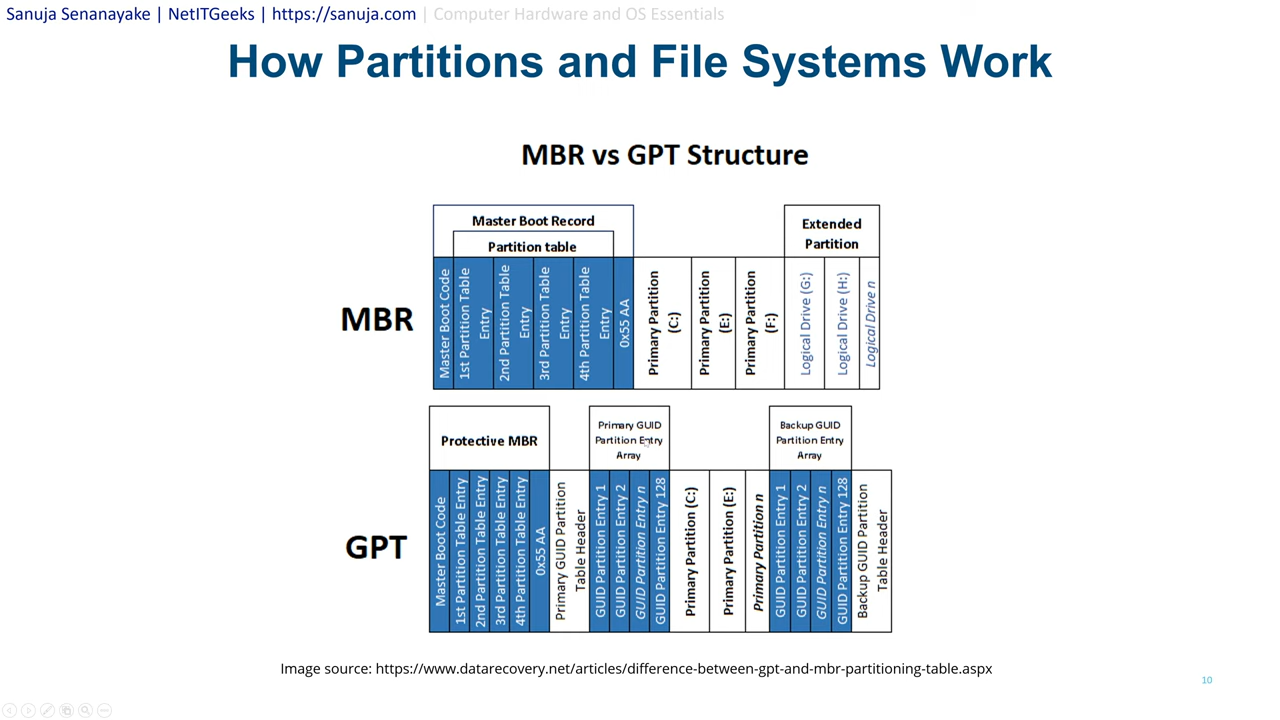 Sanuja Senanayake | NetITGeeks | https://sanuja.com | Computer Hardware and OS Essentials
How Partitions and File Systems Work
MBR vs GPT Structure
Master Boot Record
Partition table
Extended
Partition
MBR
Master Boot Code
1st Partition Table
Entry
2nd Partition Table
Entry
3rd Partition Table
Entry
4th Partition Table
Entry
0x55 AA
Primary Partition
(C:)
Primary Partition
(E:)
Primary Partition
(F:)
Logical Drive (G:)
Logical Drive (H:)
Logical Drive n
Protective MBR
Primary GUID
Partition Entry
Array
Backup GUID
Partition Entry
Array
GPT
Master Boot Code
1st Partition Table Entry
2nd Partition Table Entry
3rd Partition Table Entry
4th Partition Table Entry
0x55 AA
Primary GUID Partition
Table Header
GUID Partition Entry 1
GUID Partition Entry 2
GUID Partition Entry n
GUID Partition Entry 128
Primary Partition (C:)
Primary Partition (E:)
Primary Partition n
GUID Partition Entry 1
GUID Partition Entry 2
GUID Partition Entry n
GUID Partition Entry 128
Backup GUID Partition
Table Header
Image source: https://www.datarecovery.net/articles/difference-between-gpt-and-mbr-partitioning-table.aspx
10